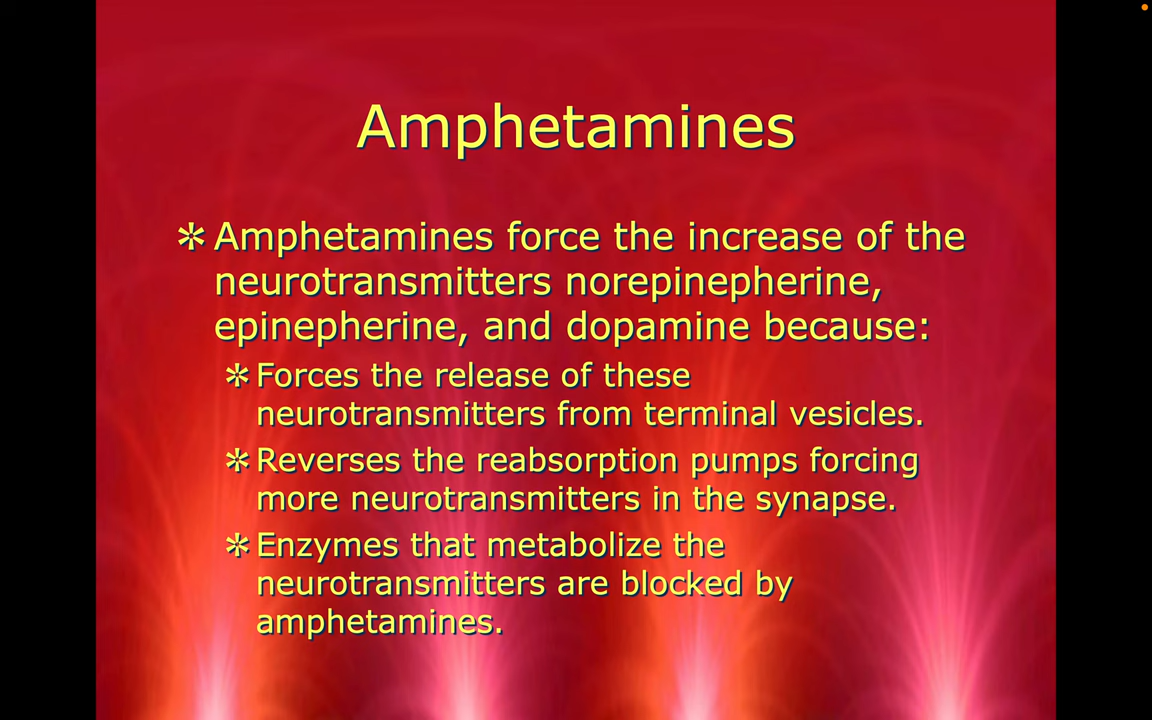 Amphetamines
✻ Amphetamines force the increase of the
neurotransmitters norepinepherine,
epinepherine, and dopamine because:
✻ Forces the release of these
neurotransmitters from terminal vesicles.
✻ Reverses the reabsorption pumps forcing
more neurotransmitters in the synapse.
✻ Enzymes that metabolize the
neurotransmitters are blocked by
amphetamines.